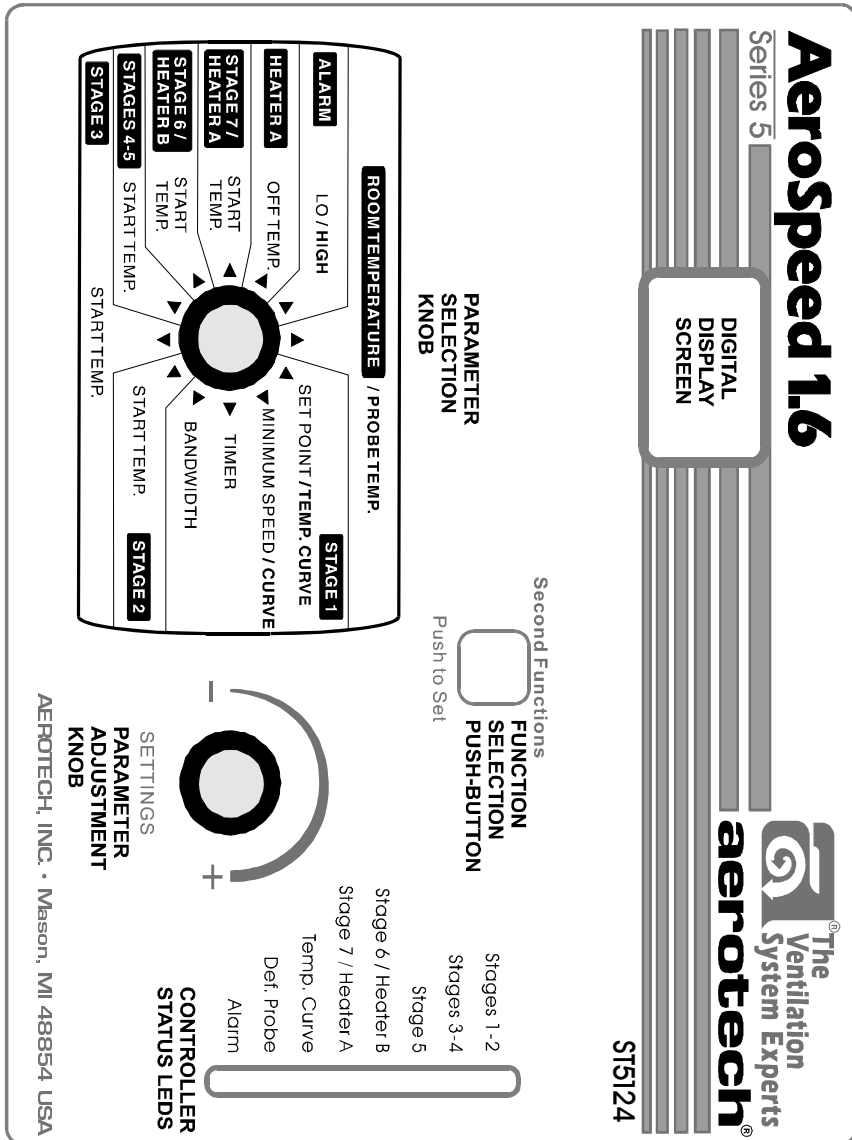 AeroSpeed 1.6
Series 5
DIGITAL
DISPLAY
SCREEN
®
The
Ventilation
System Experts
aerotech®
ST5124
PARAMETER
SELECTION
KNOB
ROOM TEMPERATURE / PROBE TEMP.
ALARM
LO / HIGH
HEATER A
OFF TEMP.
STAGE 7 /
HEATER A
START
TEMP.
STAGE 6 /
HEATER B
START
TEMP.
STAGES 4-5
START TEMP.
STAGE 3
START TEMP.
STAGE 1
SET POINT / TEMP. CURVE
MINIMUM SPEED / CURVE
TIMER
BANDWIDTH
STAGE 2
START TEMP.
Second Functions
Push to Set
FUNCTION
SELECTION
PUSH-BUTTON
-
+
SETTINGS
PARAMETER
ADJUSTMENT
KNOB
Stages 1-2
Stages 3-4
Stage 5
Stage 6 / Heater B
Stage 7 / Heater A
Temp. Curve
Def. Probe
Alarm
CONTROLLER
STATUS LEDS
AEROTECH, INC. • Mason, MI 48854 USA